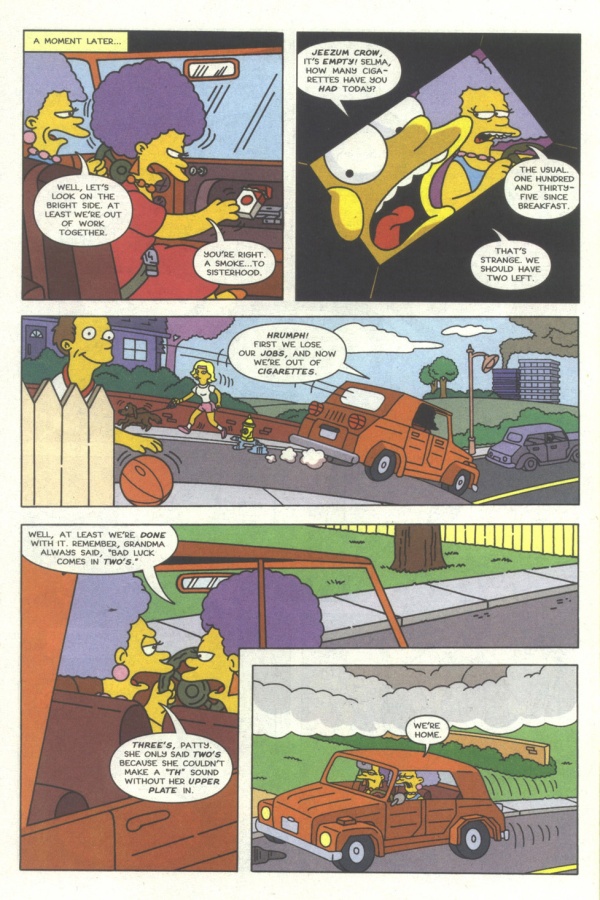 A MOMENT LATER...
WELL, LET'S
LOOK ON THE
BRIGHT SIDE. AT
LEAST WE'RE OUT
OF WORK
TOGETHER.
YOU'RE RIGHT.
A SMOKE...TO
SISTERHOOD.
JEEZUM CROW,
IT'S EMPTY! SELMA,
HOW MANY CIGA-
RETTES HAVE YOU
HAD TODAY?
THE USUAL.
ONE HUNDRED
AND THIRTY-
FIVE SINCE
BREAKFAST.
THAT'S
STRANGE. WE
SHOULD HAVE
TWO LEFT.
HRUMPH!
FIRST WE LOSE
OUR JOBS, AND NOW
WE'RE OUT OF
CIGARETTES.
WELL, AT LEAST WE'RE DONE
WITH IT. REMEMBER, GRANDMA
ALWAYS SAID, "BAD LUCK
COMES IN TWO'S."
THREE'S, PATTY.
SHE ONLY SAID TWO'S
BECAUSE SHE COULDN'T
MAKE A "TH" SOUND
WITHOUT HER UPPER
PLATE IN.
WE'RE
HOME.